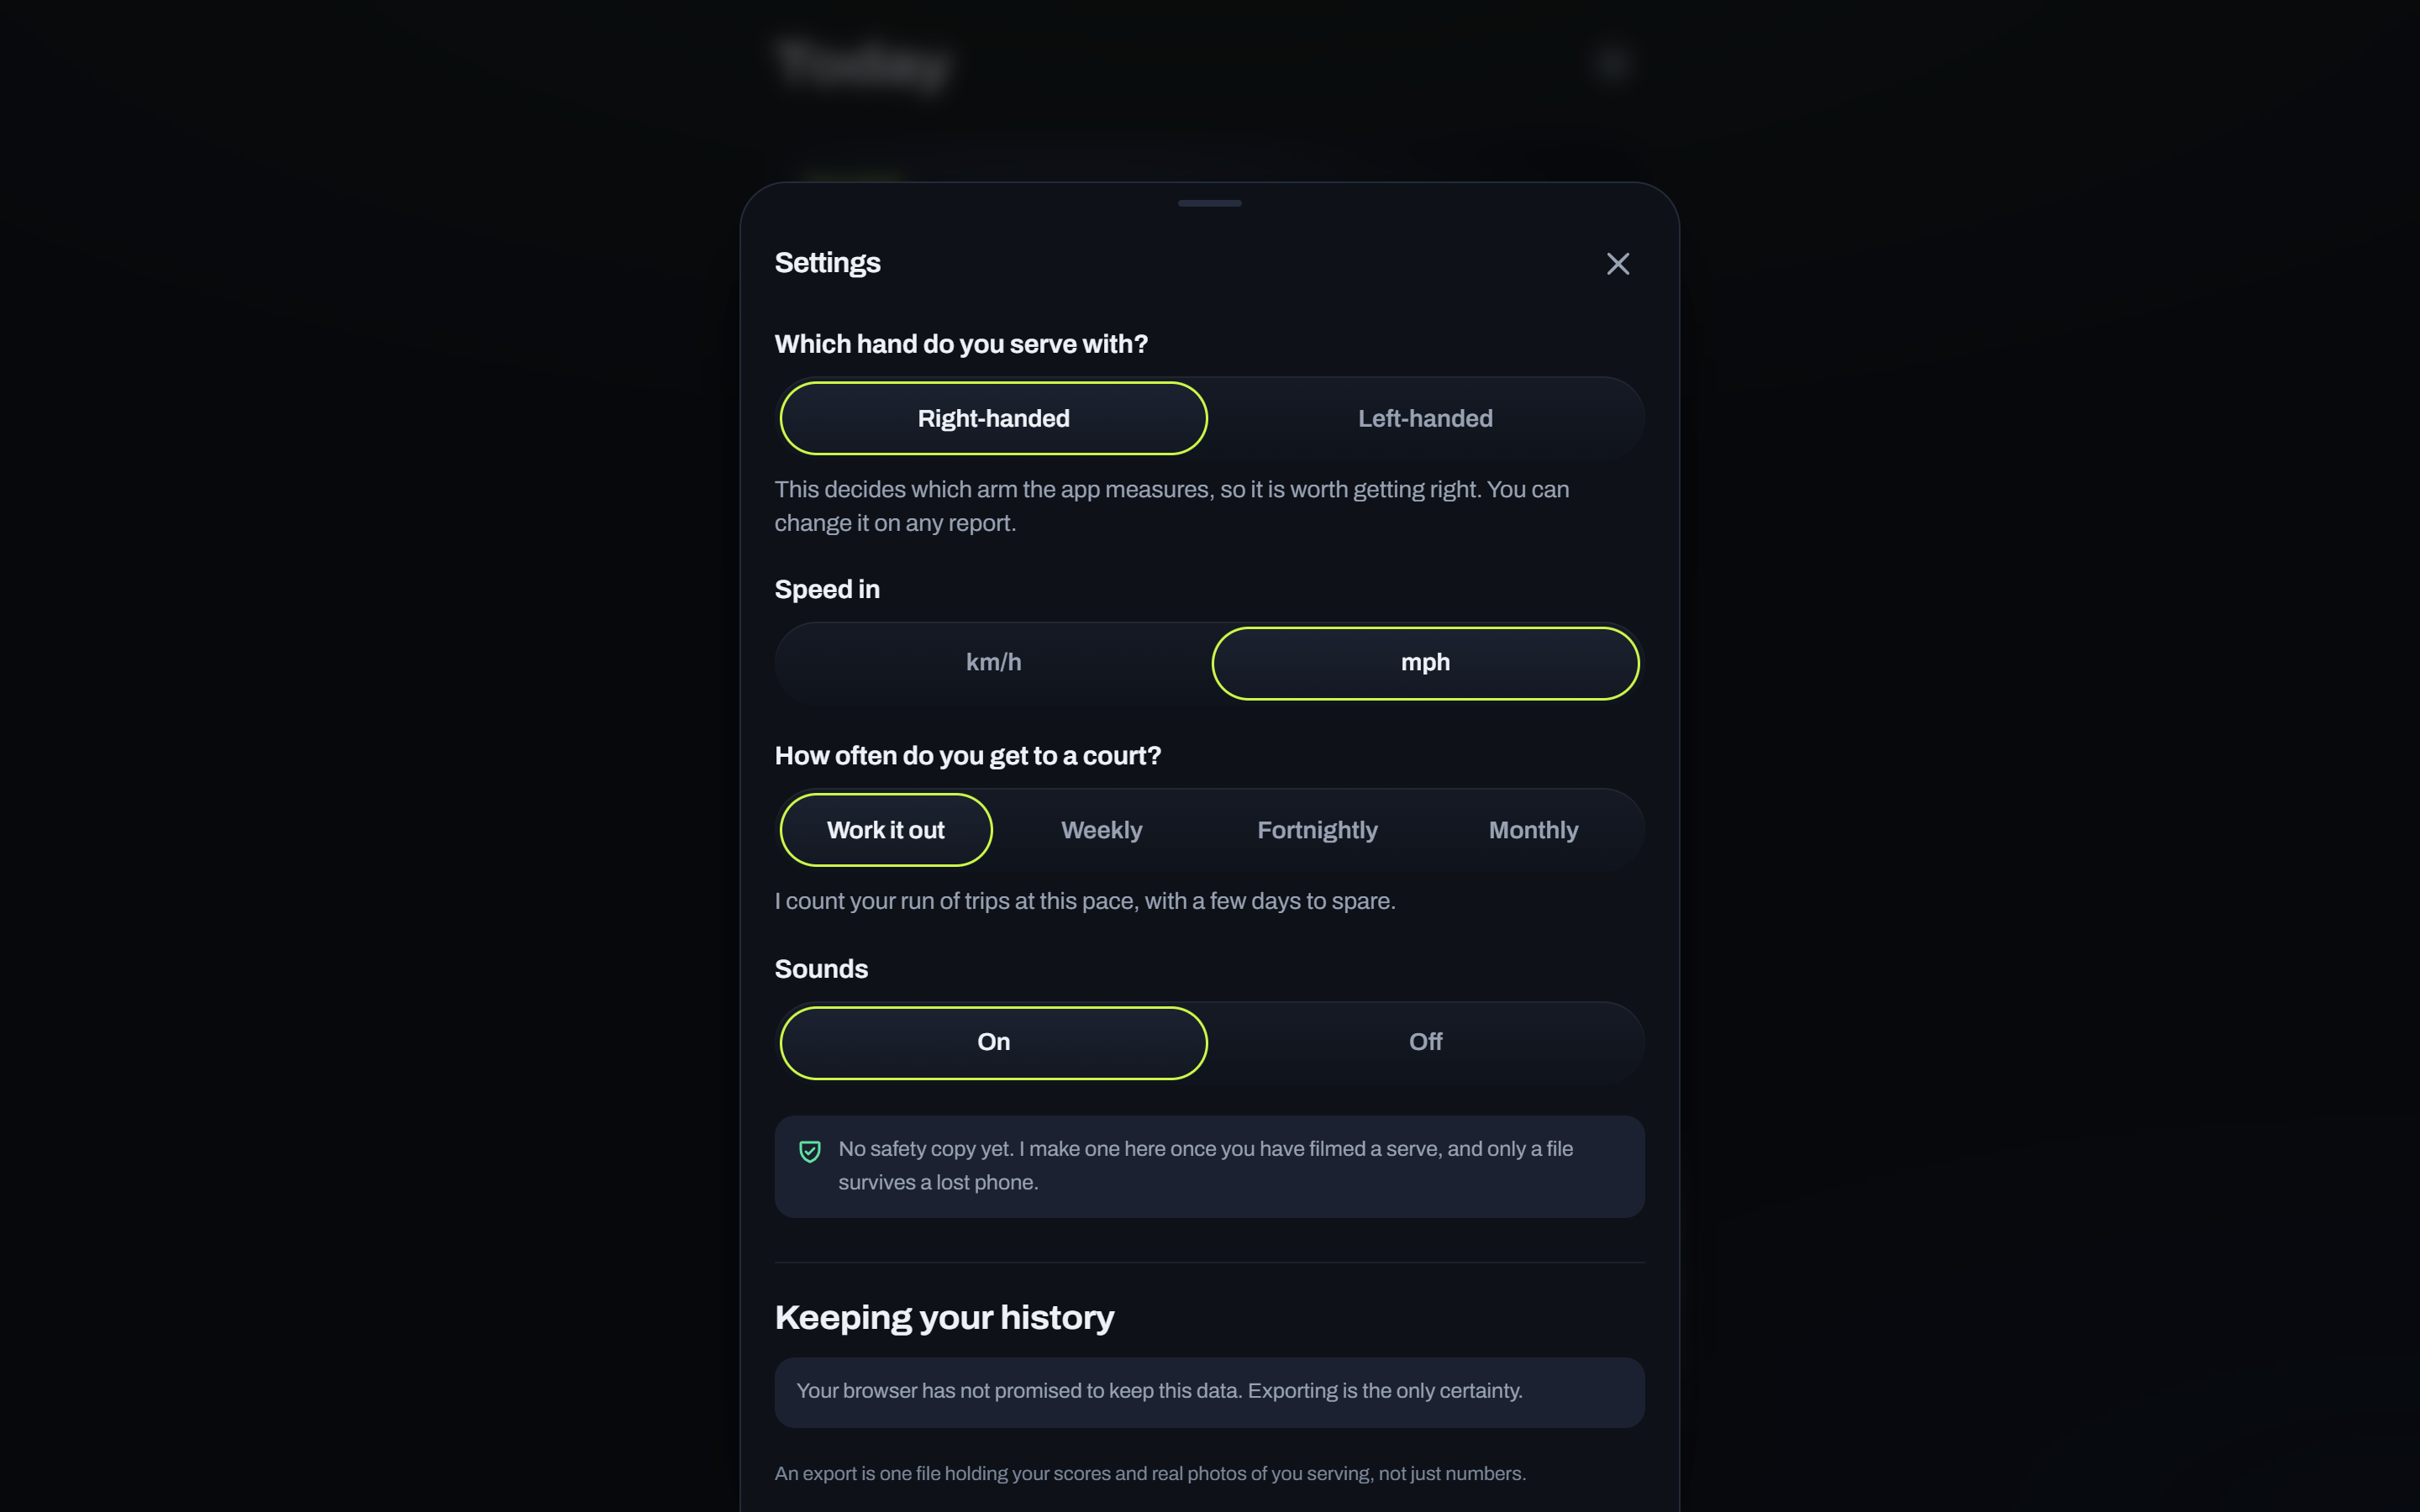 Today
Settings
Which hand do you serve with?
Right-handed
Left-handed
This decides which arm the app measures, so it is worth getting right. You can
change it on any report.
Speed in
km/h
mph
How often do you get to a court?
Work it out
Weekly
Fortnightly
Monthly
I count your run of trips at this pace, with a few days to spare.
Sounds
On
Off
No safety copy yet. I make one here once you have filmed a serve, and only a file
survives a lost phone.
Keeping your history
Your browser has not promised to keep this data. Exporting is the only certainty.
An export is one file holding your scores and real photos of you serving, not just numbers.